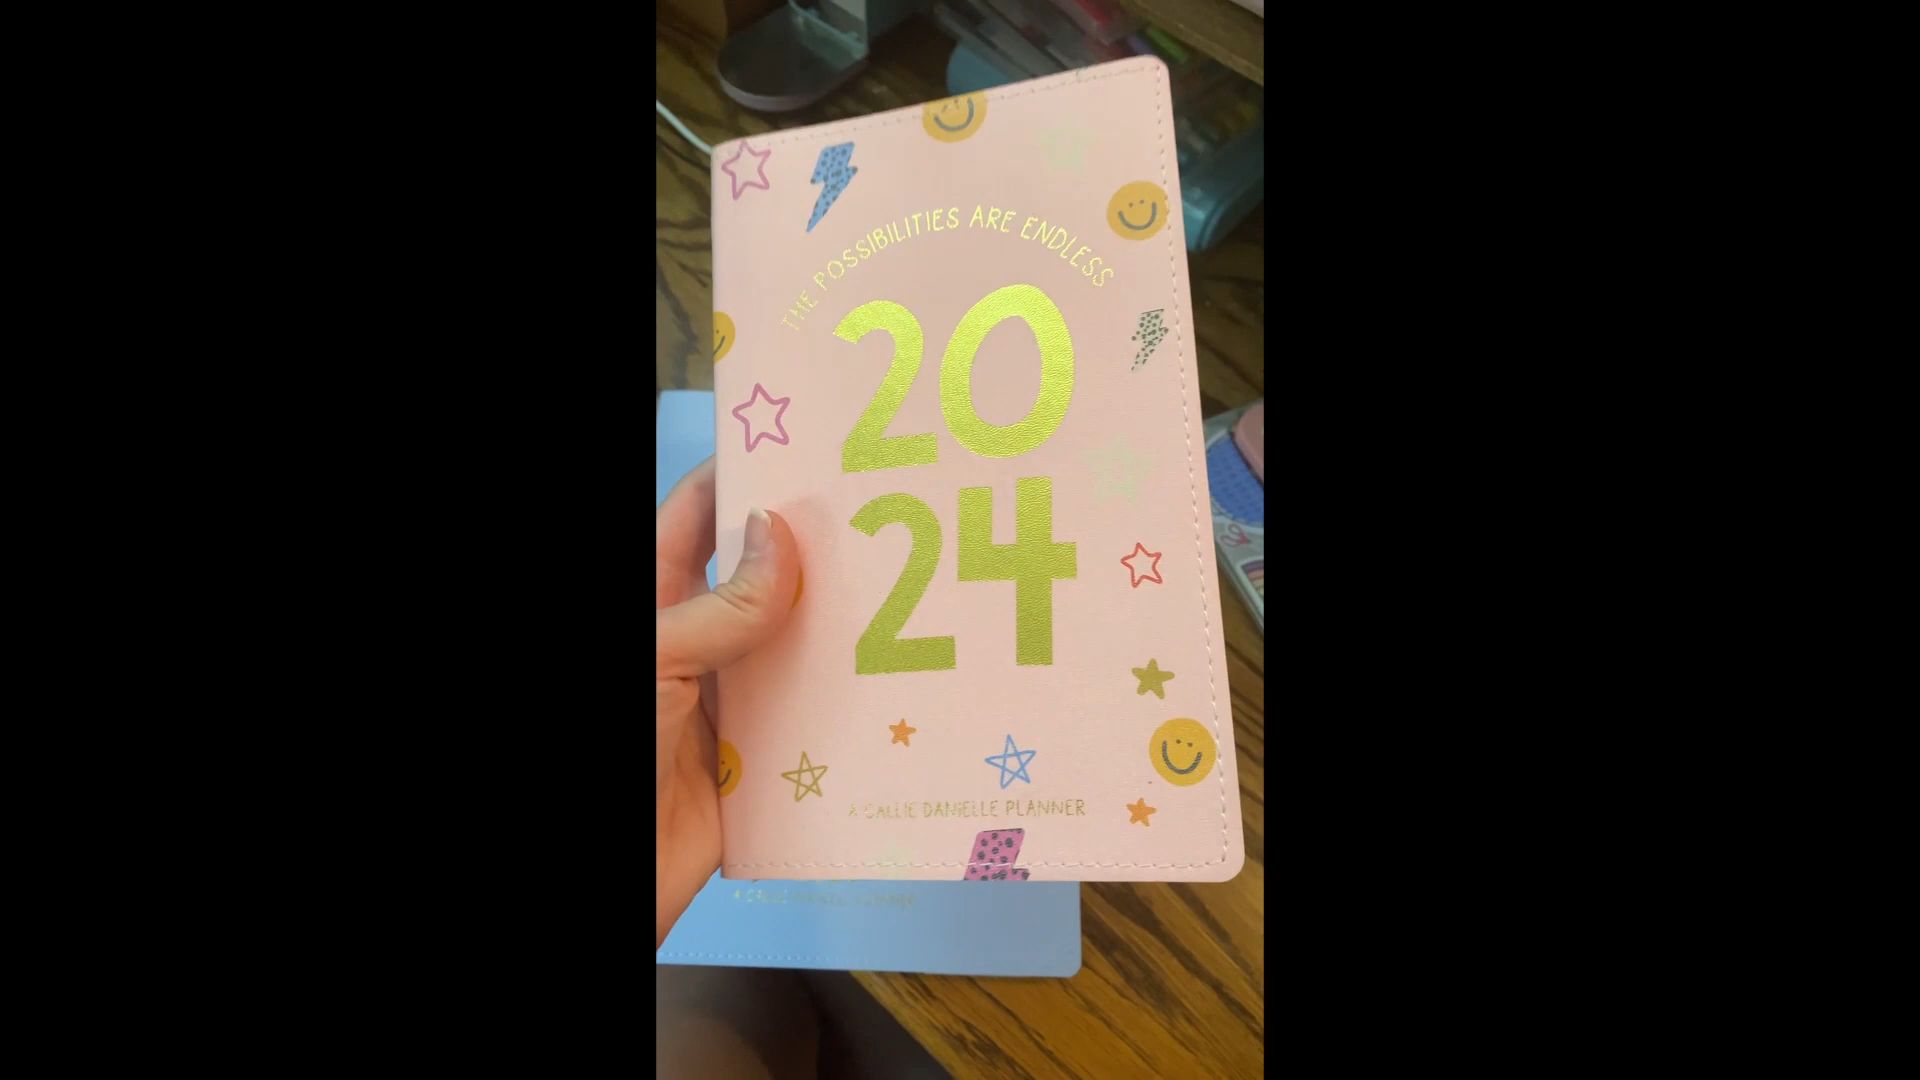 THE POSSIBILITIES ARE ENDLESS
20
24
A CALLIE DANIELLE PLANNER